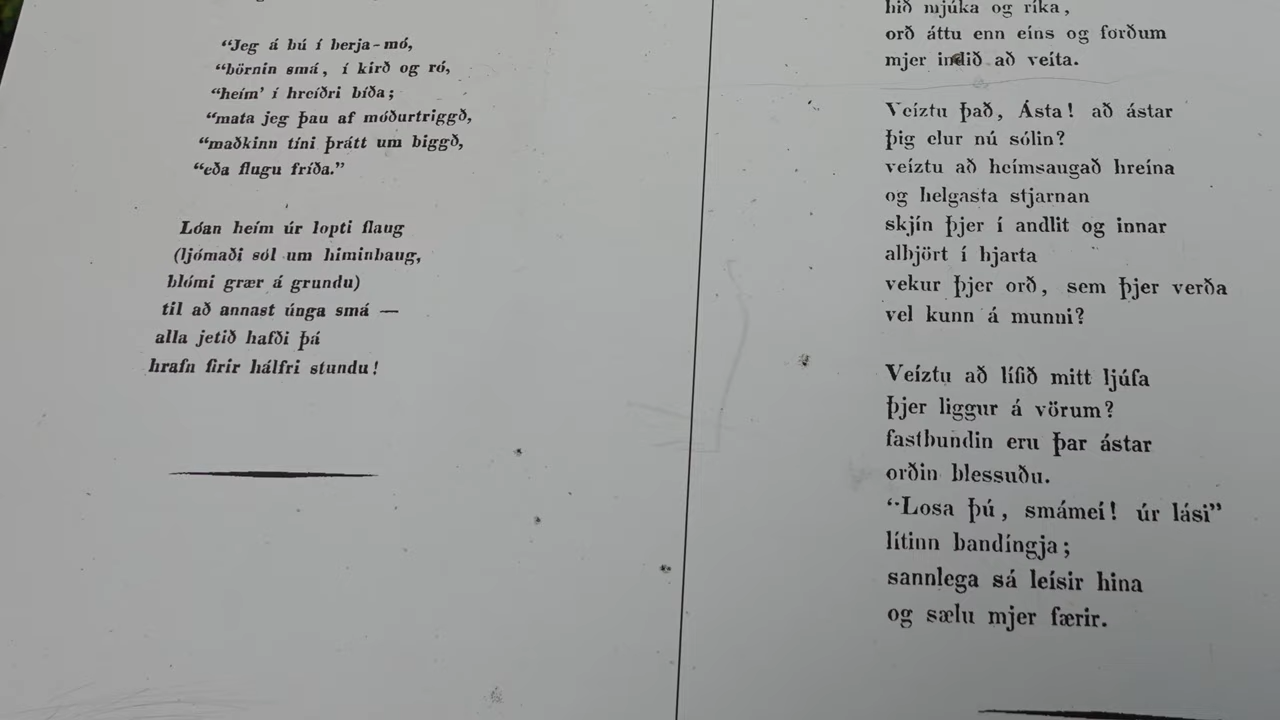 “Jeg á bú í berja-mó,
“börnin smá, í kirð og ró,
“heím’ í hreíðri bíða;
“mata jeg þau af móðurtriggð,
“maðkinn tíni þrátt um biggð,
“eða flugu fríða.”
Lóan heím úr lopti flaug
(ljómaði sól um himinbaug,
blómi grær á grundu)
til að annast únga smá —
alla jetið hafði þá
hrafn firir hálfri stundu!
hið mjúka og ríka,
orð áttu enn eíns og forðum
mjer indið að veíta.
Veíztu það, Ásta! að ástar
þig elur nú sólin?
veíztu að heímsaugað hreína
og helgasta stjarnan
skjín þjer í andlit og innar
albjört í hjarta
vekur þjer orð, sem þjer verða
vel kunn á munni?
Veíztu að lífið mitt ljúfa
þjer liggur á vörum?
fastbundin eru þar ástar
orðin blessuðu.
“Losa þú, smámeí! úr lási”
lítinn bandíngja;
sannlega sá leísir hina
og sælu mjer færir.